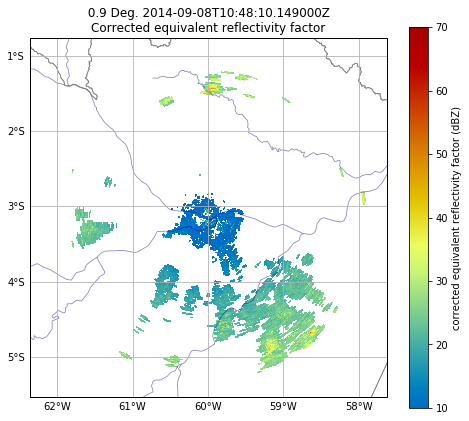 0.9 Deg. 2014-09-08T10:48:10.149000Z
Corrected equivalent reflectivity factor
1°S
2°S
3°S
4°S
5°S
62°W 61°W 60°W 59°W 58°W
70
60
50
40
30
20
10
corrected equivalent reflectivity factor (dBZ)